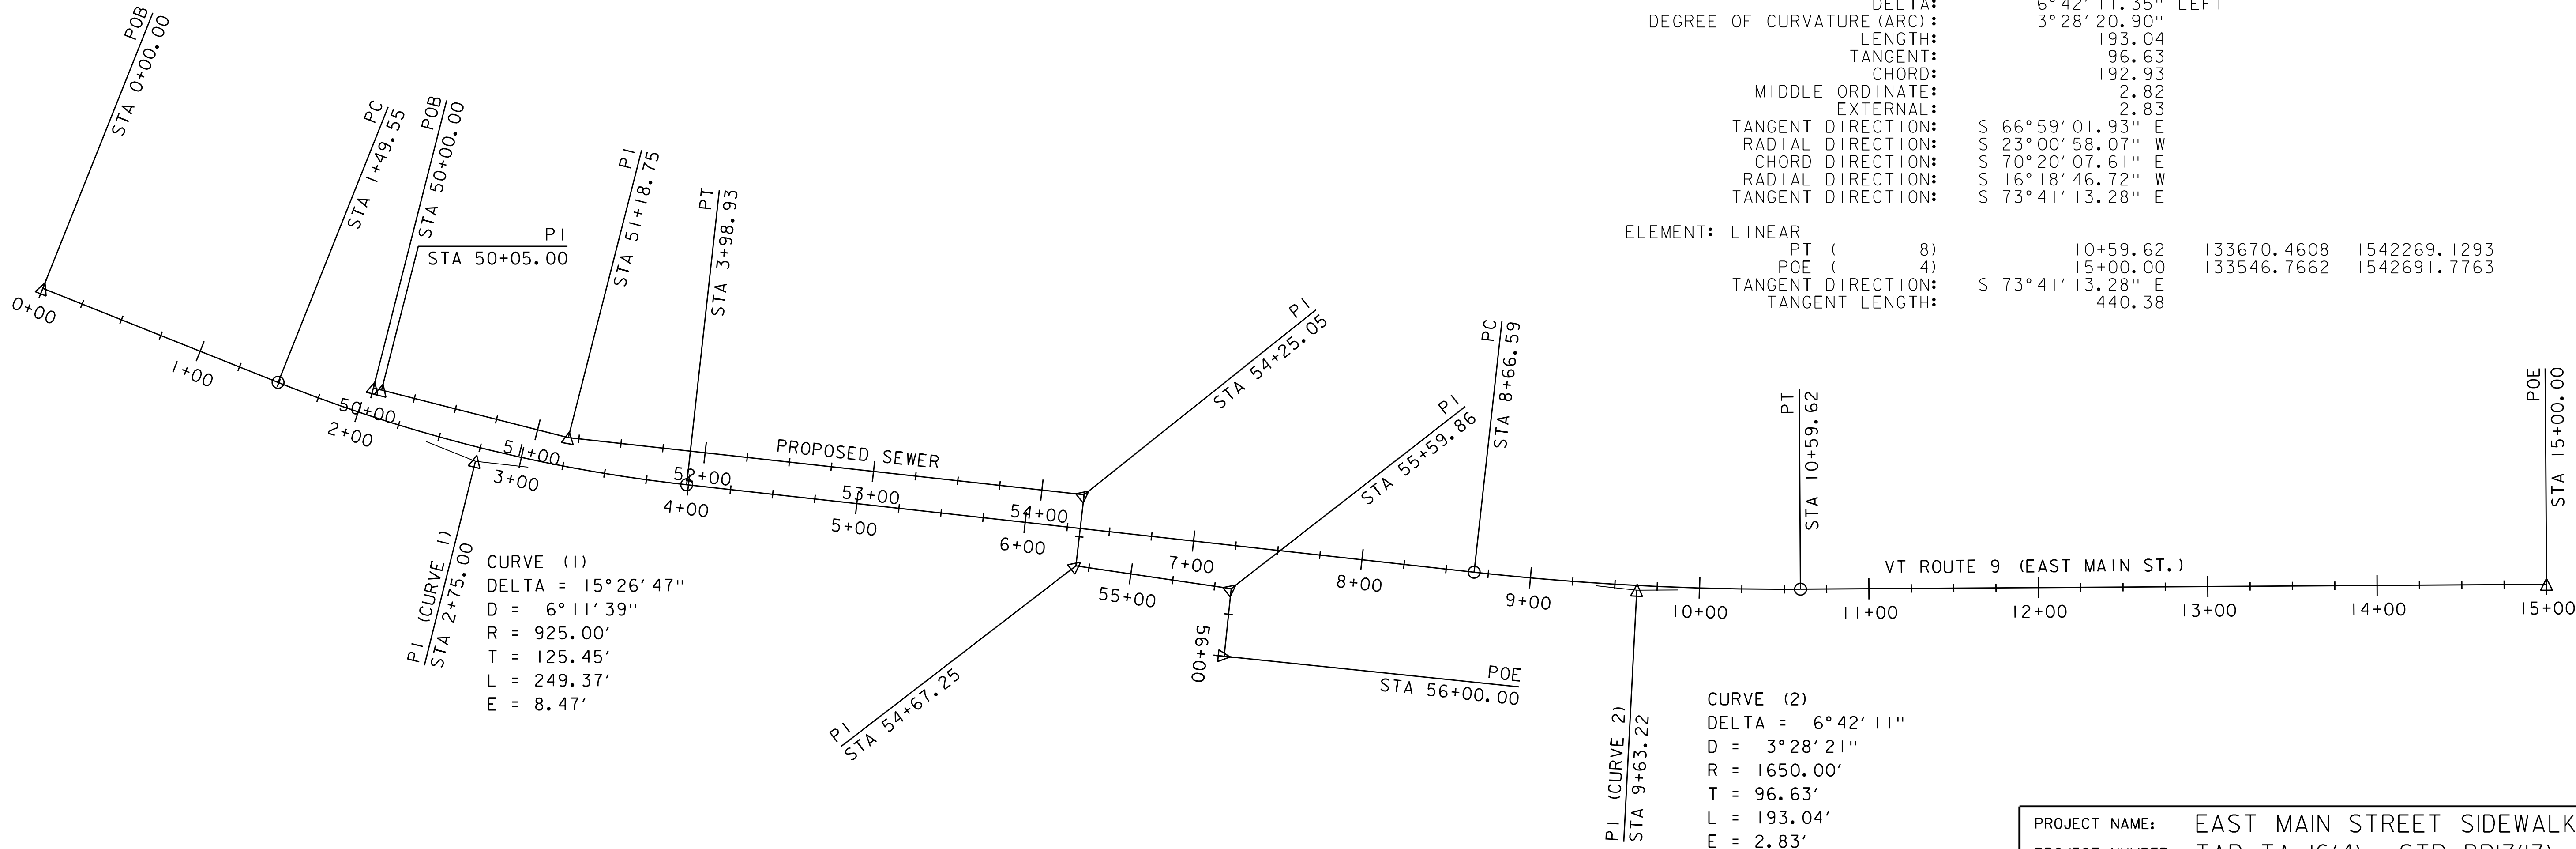 DELTA: 6°42'11.35" LEFT
DEGREE OF CURVATURE(ARC): 3°28'20.90"
LENGTH: 193.04
TANGENT: 96.63
CHORD: 192.93
MIDDLE ORDINATE: 2.82
EXTERNAL: 2.83
TANGENT DIRECTION: S 66°59'01.93" E
RADIAL DIRECTION: S 23°00'58.07" W
CHORD DIRECTION: S 70°20'07.61" E
RADIAL DIRECTION: S 16°18'46.72" W
TANGENT DIRECTION: S 73°41'13.28" E
ELEMENT: LINEAR
PT ( 8) 10+59.62 133670.4608 1542269.1293
POE ( 4) 15+00.00 133546.7662 1542691.7763
TANGENT DIRECTION: S 73°41'13.28" E
TANGENT LENGTH: 440.38
POB
STA 0+00.00
PC
STA 1+49.55
POB
STA 50+00.00
PI
STA 50+05.00
PI
STA 51+18.75
PT
STA 3+98.93
PI
STA 54+25.05
PI
STA 55+59.86
PC
STA 8+66.59
PT
STA 10+59.62
POE
STA 15+00.00
0+00
1+00
2+00
3+00
4+00
5+00
6+00
7+00
8+00
9+00
10+00
11+00
12+00
13+00
14+00
15+00
50+00
51+00
52+00
53+00
54+00
55+00
56+00
PROPOSED SEWER
VT ROUTE 9 (EAST MAIN ST.)
PI (CURVE 1)
STA 2+75.00
CURVE (1)
DELTA = 15°26'47"
D = 6°11'39"
R = 925.00'
T = 125.45'
L = 249.37'
E = 8.47'
PI
STA 54+67.25
POE
STA 56+00.00
PI (CURVE 2)
STA 9+63.22
CURVE (2)
DELTA = 6°42'11"
D = 3°28'21"
R = 1650.00'
T = 96.63'
L = 193.04'
E = 2.83'
PROJECT NAME: EAST MAIN STREET SIDEWALK